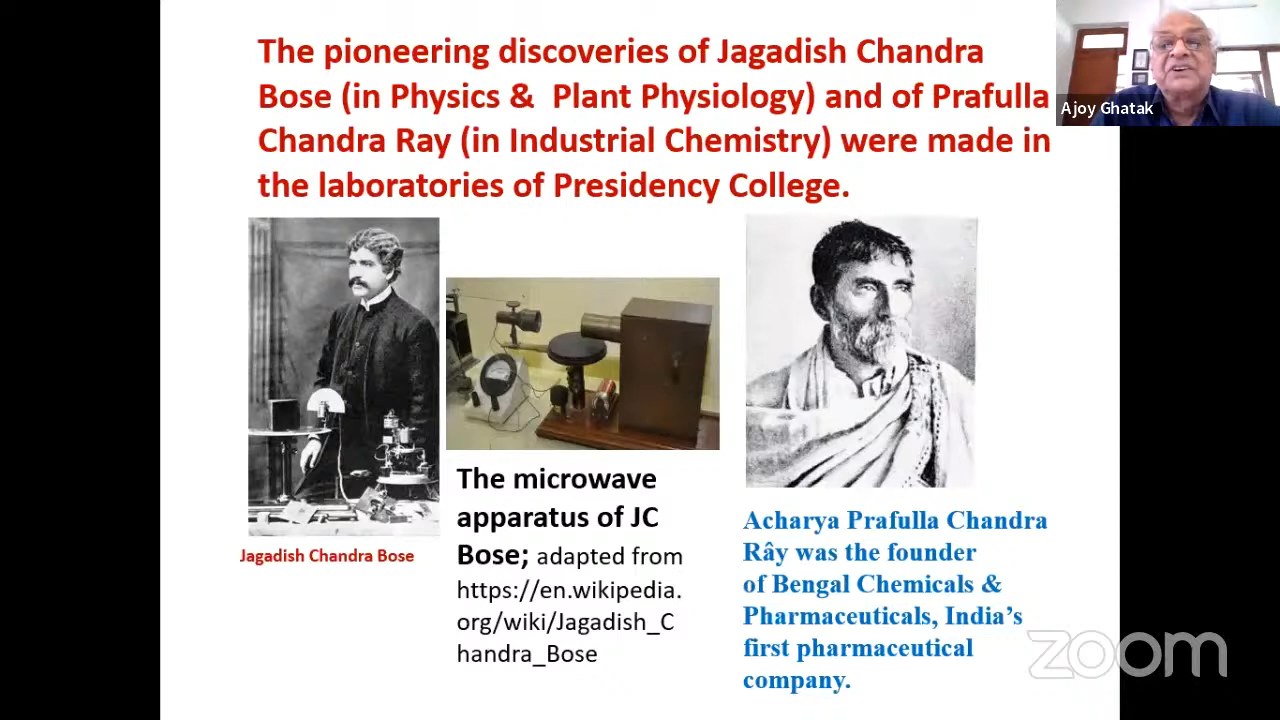 The pioneering discoveries of Jagadish Chandra
Bose (in Physics & Plant Physiology) and of Prafulla
Chandra Ray (in Industrial Chemistry) were made in
the laboratories of Presidency College.
Ajoy Ghatak
Jagadish Chandra Bose
The microwave
apparatus of JC
Bose; adapted from
https://en.wikipedia.
org/wiki/Jagadish_C
handra_Bose
Acharya Prafulla Chandra
Rây was the founder
of Bengal Chemicals &
Pharmaceuticals, India's
first pharmaceutical
company.
zoom